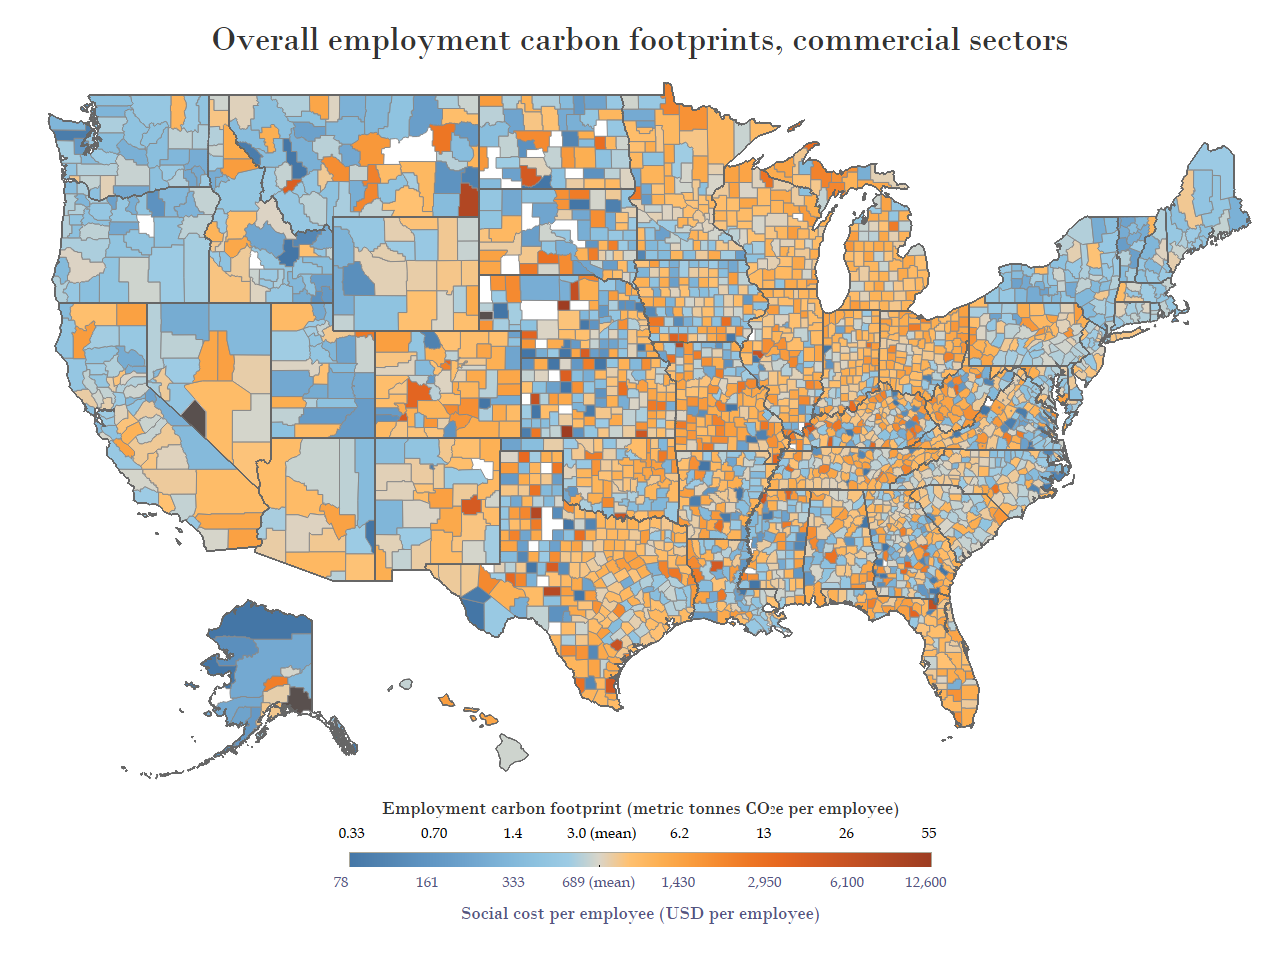 Overall employment carbon footprints, commercial sectors
Employment carbon footprint (metric tonnes CO₂e per employee)
0.33 0.70 1.4 3.0 (mean) 6.2 13 26 55
78 161 333 689 (mean) 1,430 2,950 6,100 12,600
Social cost per employee (USD per employee)